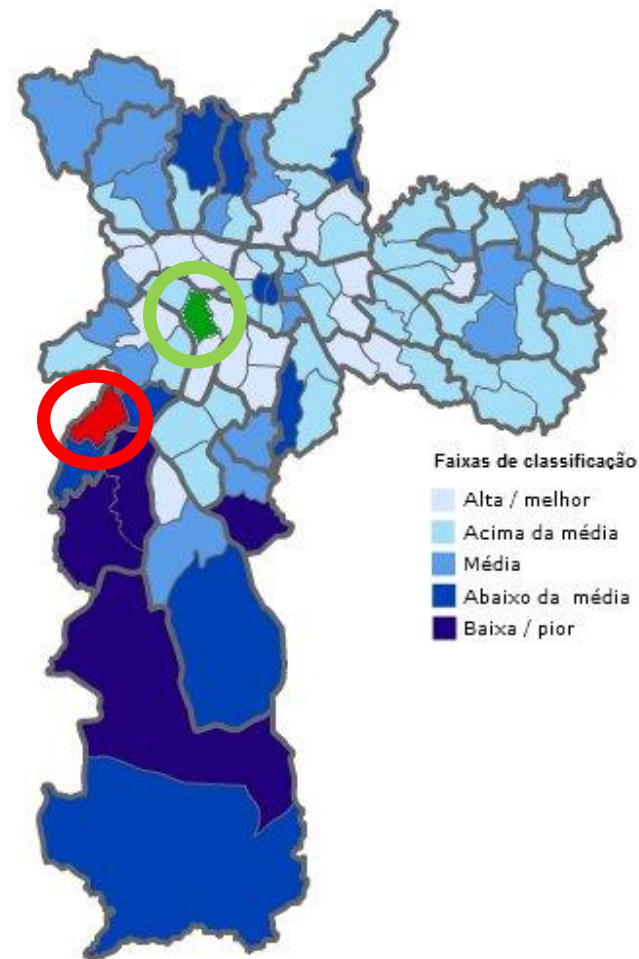 Faixas de classificação
Alta / melhor
Acima da média
Média
Abaixo da média
Baixa / pior